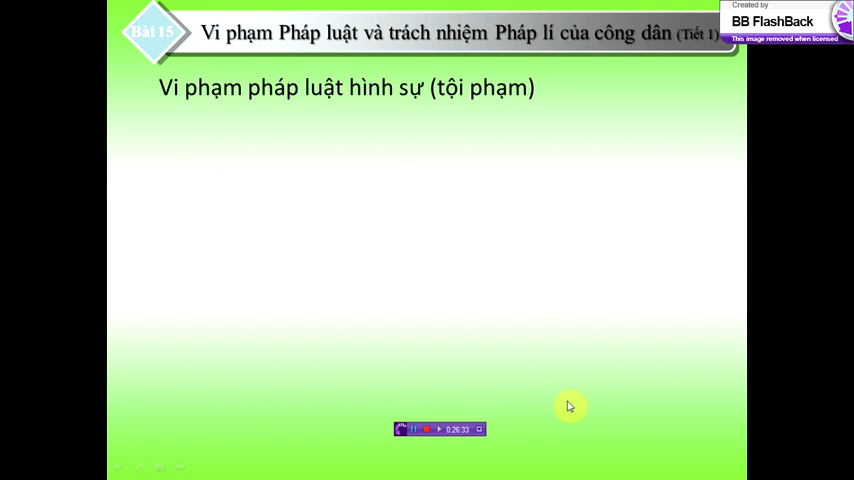 Created by
BB FlashBack
This image removed when licensed
Bài 15
Vi phạm Pháp luật và trách nhiệm Pháp lí của công dân (Tiết 1)
Vi phạm pháp luật hình sự (tội phạm)
0:26:33